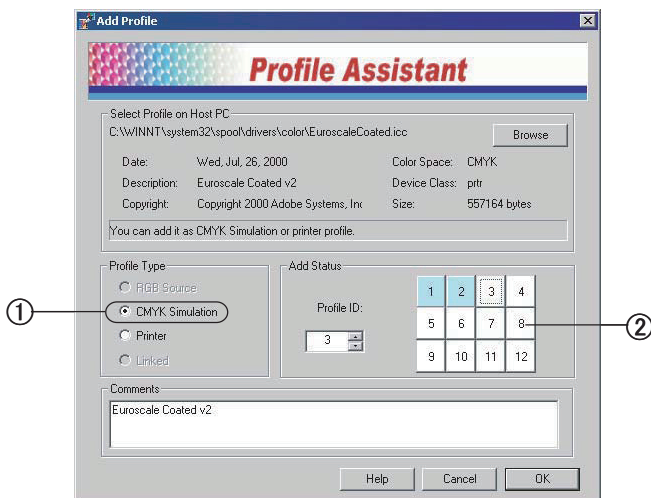 Add Profile
Profile Assistant
Select Profile on Host PC
C:\WINNT\system32\spool\drivers\color\EuroscaleCoated.icc
Browse
Date: Wed, Jul, 26, 2000 Color Space: CMYK
Description: Euroscale Coated v2 Device Class: prtr
Copyright: Copyright 2000 Adobe Systems, Inc Size: 557164 bytes
You can add it as CMYK Simulation or printer profile.
Profile Type
RGB Source
① CMYK Simulation
Printer
Linked
Add Status
Profile ID:
3
1 2 3 4
5 6 7 8 ②
9 10 11 12
Comments
Euroscale Coated v2
Help Cancel OK